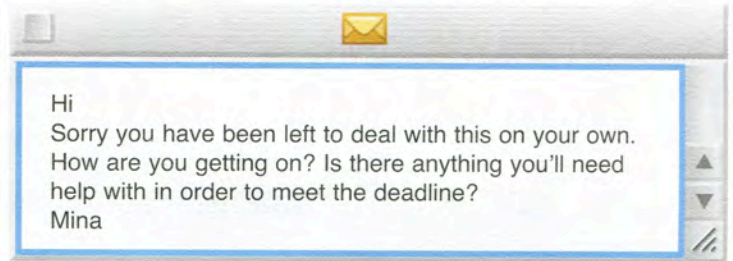 Hi
Sorry you have been left to deal with this on your own.
How are you getting on? Is there anything you'll need
help with in order to meet the deadline?
Mina